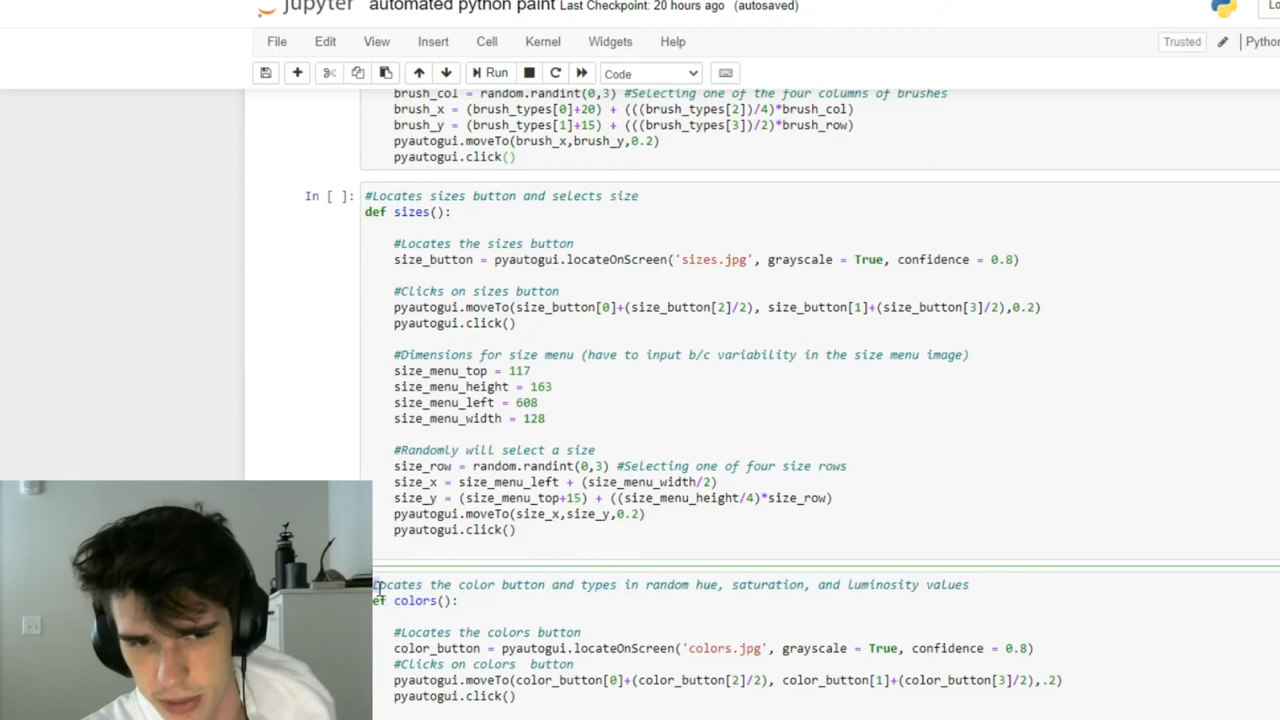 jupyter automated python paint Last Checkpoint: 20 hours ago (autosaved)
File Edit View Insert Cell Kernel Widgets Help Trusted Python
Run Code
brush_col = random.randint(0,3) #Selecting one of the four columns of brushes
brush_x = (brush_types[0]+20) + (((brush_types[2])/4)*brush_col)
brush_y = (brush_types[1]+15) + (((brush_types[3])/2)*brush_row)
pyautogui.moveTo(brush_x,brush_y,0.2)
pyautogui.click()
In [ ]: #Locates sizes button and selects size
def sizes():
#Locates the sizes button
size_button = pyautogui.locateOnScreen('sizes.jpg', grayscale = True, confidence = 0.8)
#Clicks on sizes button
pyautogui.moveTo(size_button[0]+(size_button[2]/2), size_button[1]+(size_button[3]/2),0.2)
pyautogui.click()
#Dimensions for size menu (have to input b/c variability in the size menu image)
size_menu_top = 117
size_menu_height = 163
size_menu_left = 608
size_menu_width = 128
#Randomly will select a size
size_row = random.randint(0,3) #Selecting one of four size rows
size_x = size_menu_left + (size_menu_width/2)
size_y = (size_menu_top+15) + ((size_menu_height/4)*size_row)
pyautogui.moveTo(size_x,size_y,0.2)
pyautogui.click()
ocates the color button and types in random hue, saturation, and luminosity values
ef colors():
#Locates the colors button
color_button = pyautogui.locateOnScreen('colors.jpg', grayscale = True, confidence = 0.8)
#Clicks on colors  button
pyautogui.moveTo(color_button[0]+(color_button[2]/2), color_button[1]+(color_button[3]/2),.2)
pyautogui.click()